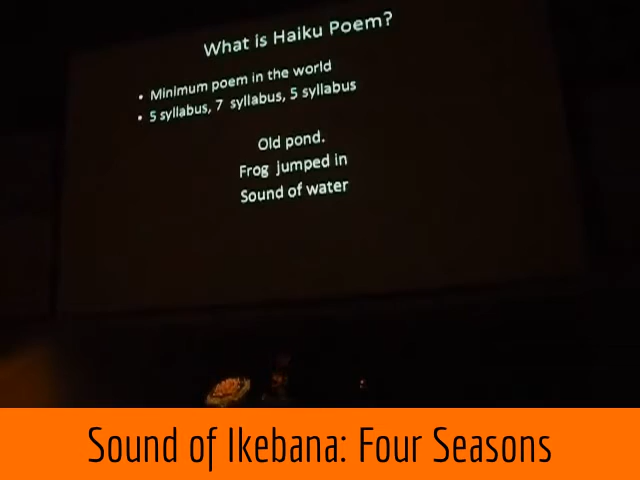 What is Haiku Poem?
• Minimum poem in the world
• 5 syllabus, 7 syllabus, 5 syllabus
Old pond.
Frog jumped in
Sound of water
Sound of Ikebana: Four Seasons